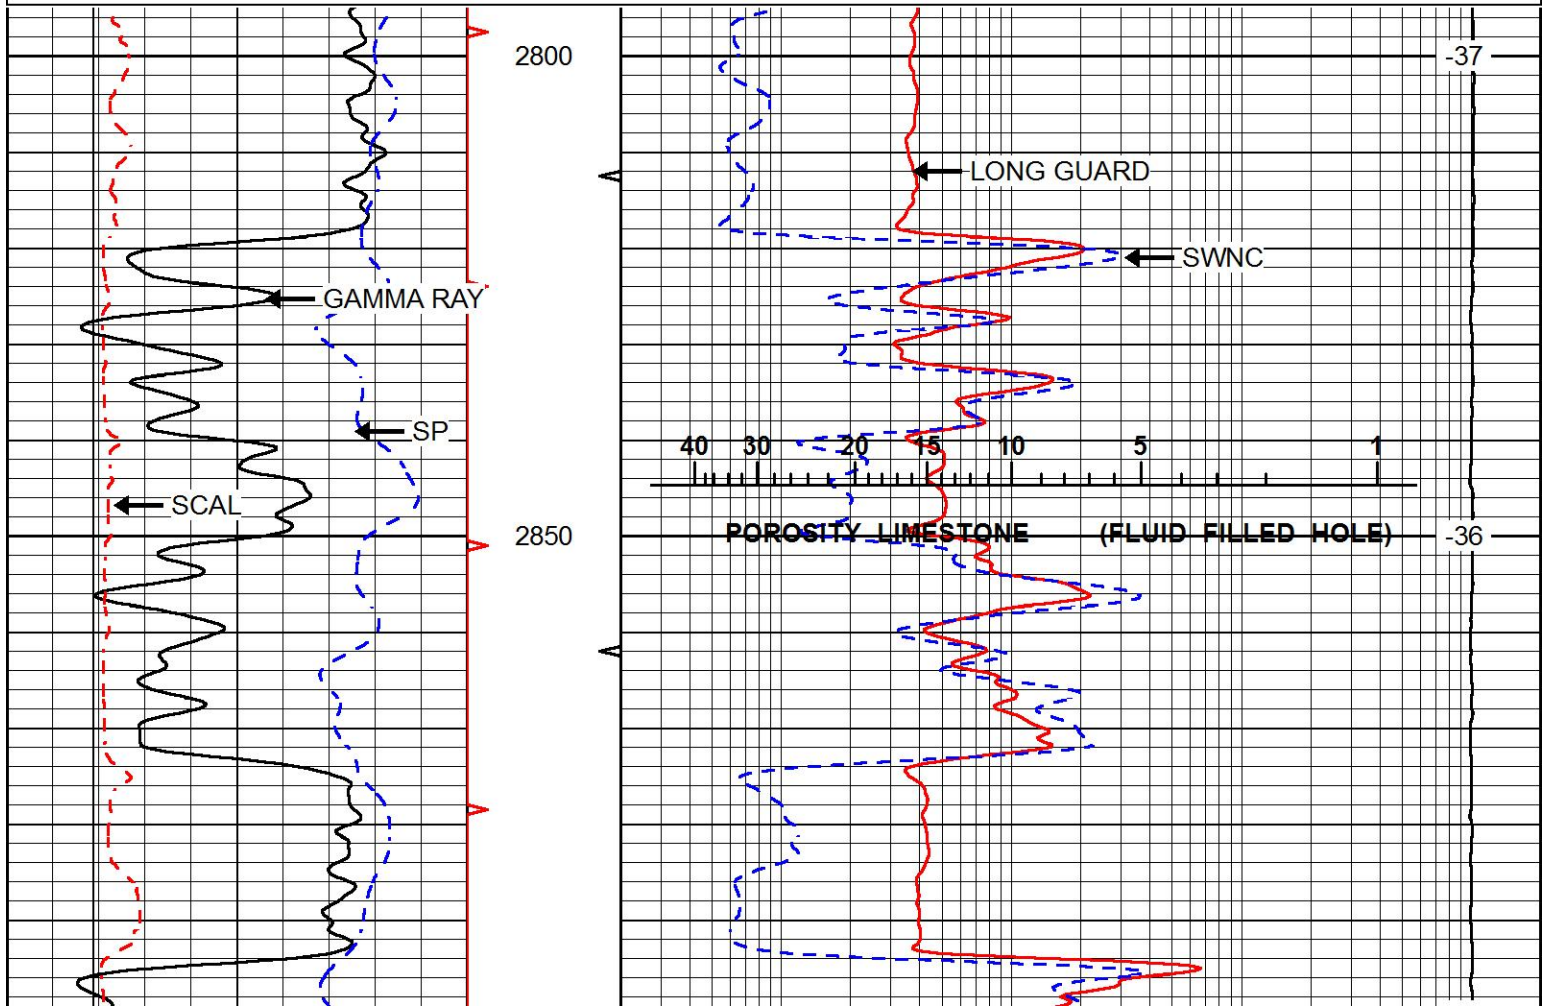 2800 -37
LONG GUARD
SWNC
GAMMA RAY
SP
40 30 20 15 10 5 1
SCAL
2850 POROSITY LIMESTONE (FLUID FILLED HOLE) -36